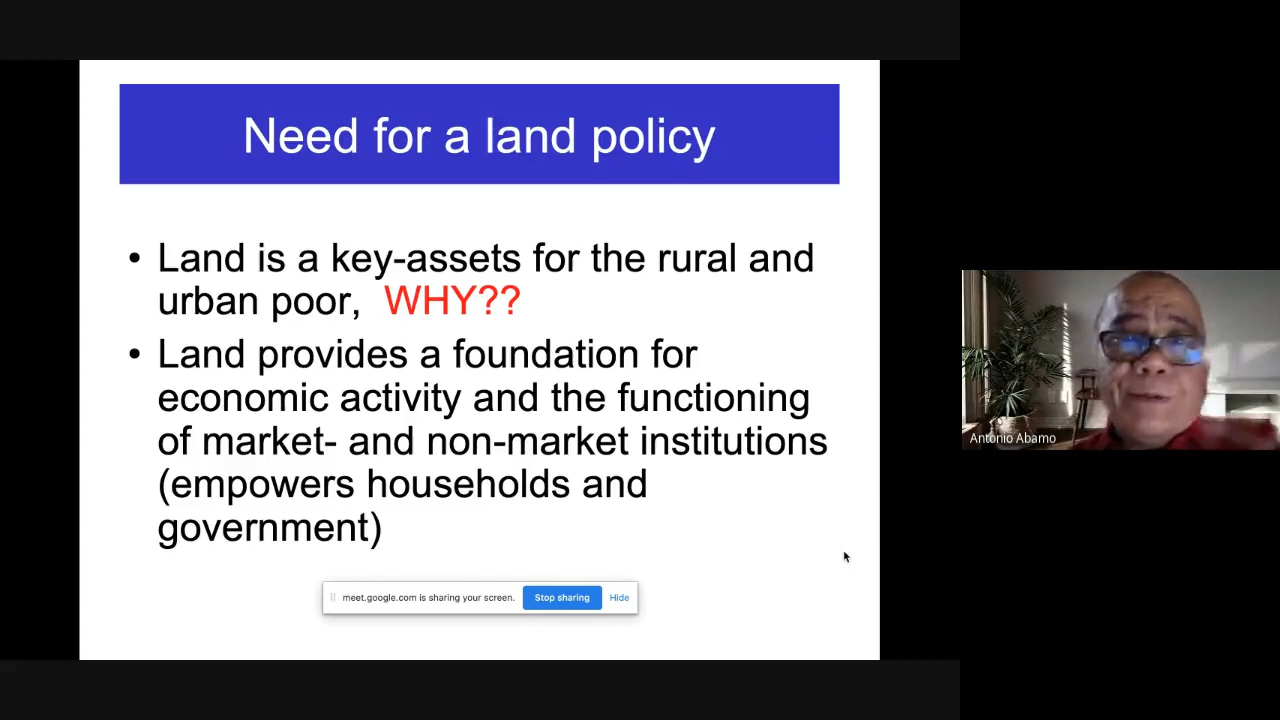 Need for a land policy
• Land is a key-assets for the rural and
urban poor, WHY??
• Land provides a foundation for
economic activity and the functioning
of market- and non-market institutions
(empowers households and
government)
meet.google.com is sharing your screen. Stop sharing Hide
Antonio Abamo